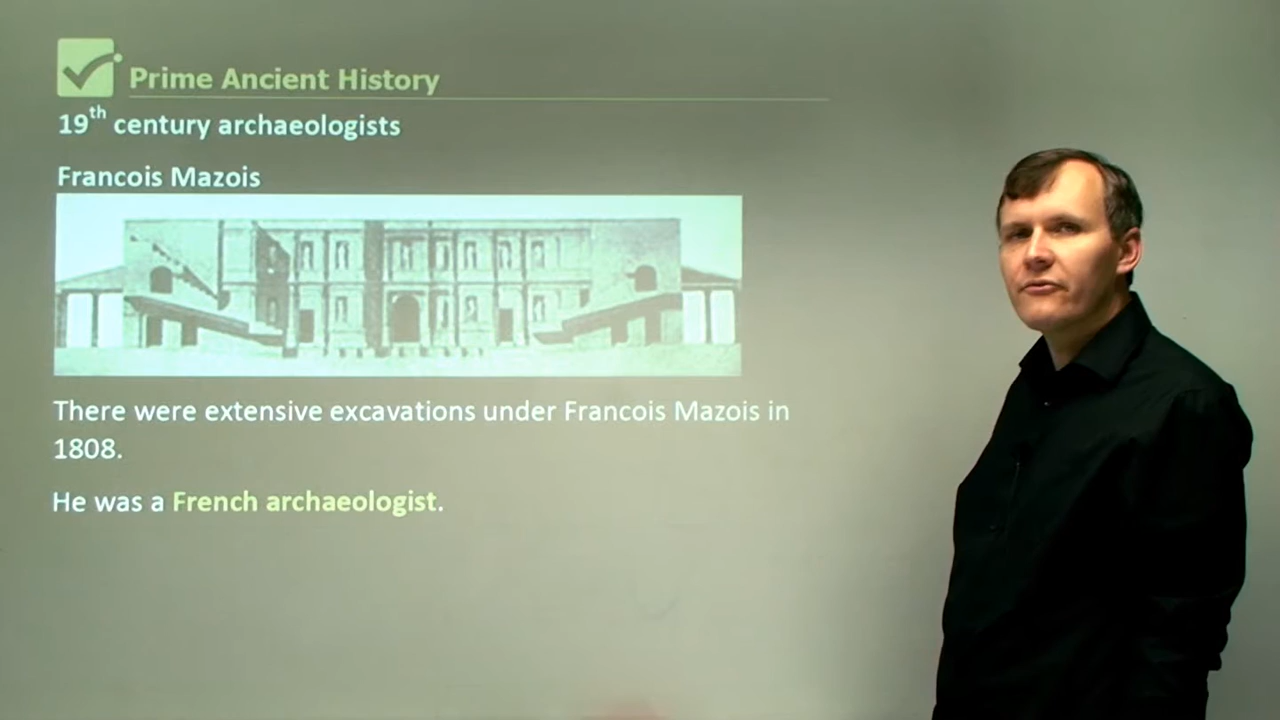 Prime Ancient History
19th century archaeologists
Francois Mazois
There were extensive excavations under Francois Mazois in
1808.
He was a French archaeologist.